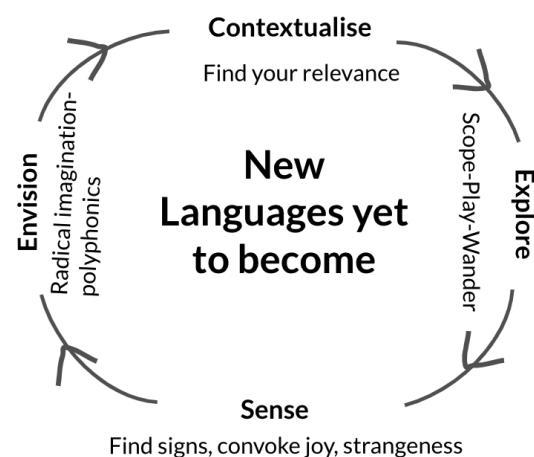 Contextualise
Find your relevance
Explore
Scope-Play-Wander
New
Languages yet
to become
Envision
Radical imagination-
polyphonics
Sense
Find signs, convoke joy, strangeness